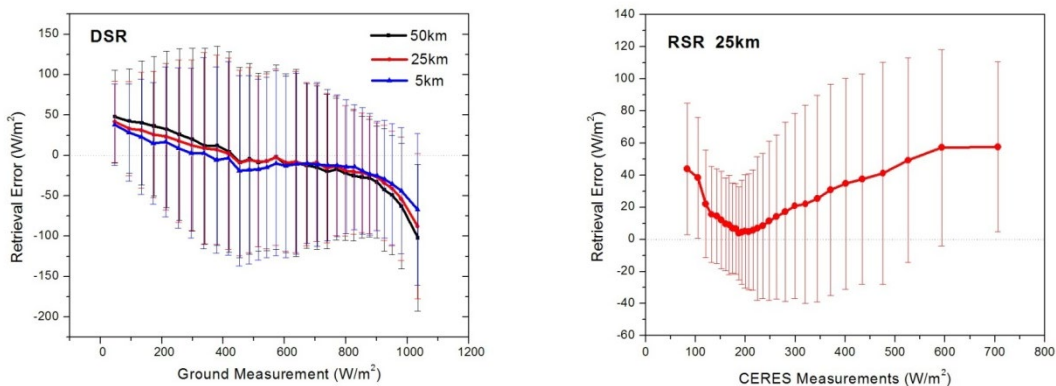 DSR
50km
25km
5km
Retrieval Error (W/m²)
150
100
50
0
-50
-100
-150
-200
0 200 400 600 800 1000 1200
Ground Measurement (W/m²)
RSR 25km
Retrieval Error (W/m²)
140
120
100
80
60
40
20
0
-20
-40
-60
0 100 200 300 400 500 600 700 800
CERES Measurements (W/m²)